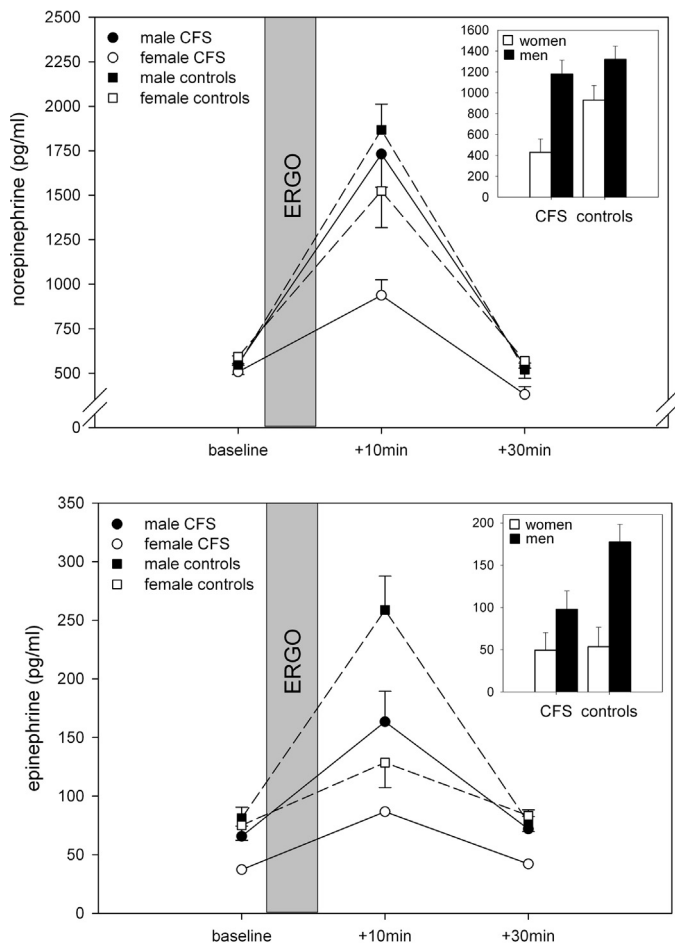 2500
2250
2000
1750
1500
1250
1000
750
500
0
norepinephrine (pg/ml)
male CFS
female CFS
male controls
female controls
ERGO
1600
1400
1200
1000
800
600
400
200
0
women
men
CFS controls
baseline +10min +30min
350
300
250
200
150
100
50
0
epinephrine (pg/ml)
male CFS
female CFS
male controls
female controls
ERGO
200
150
100
50
0
women
men
CFS controls
baseline +10min +30min